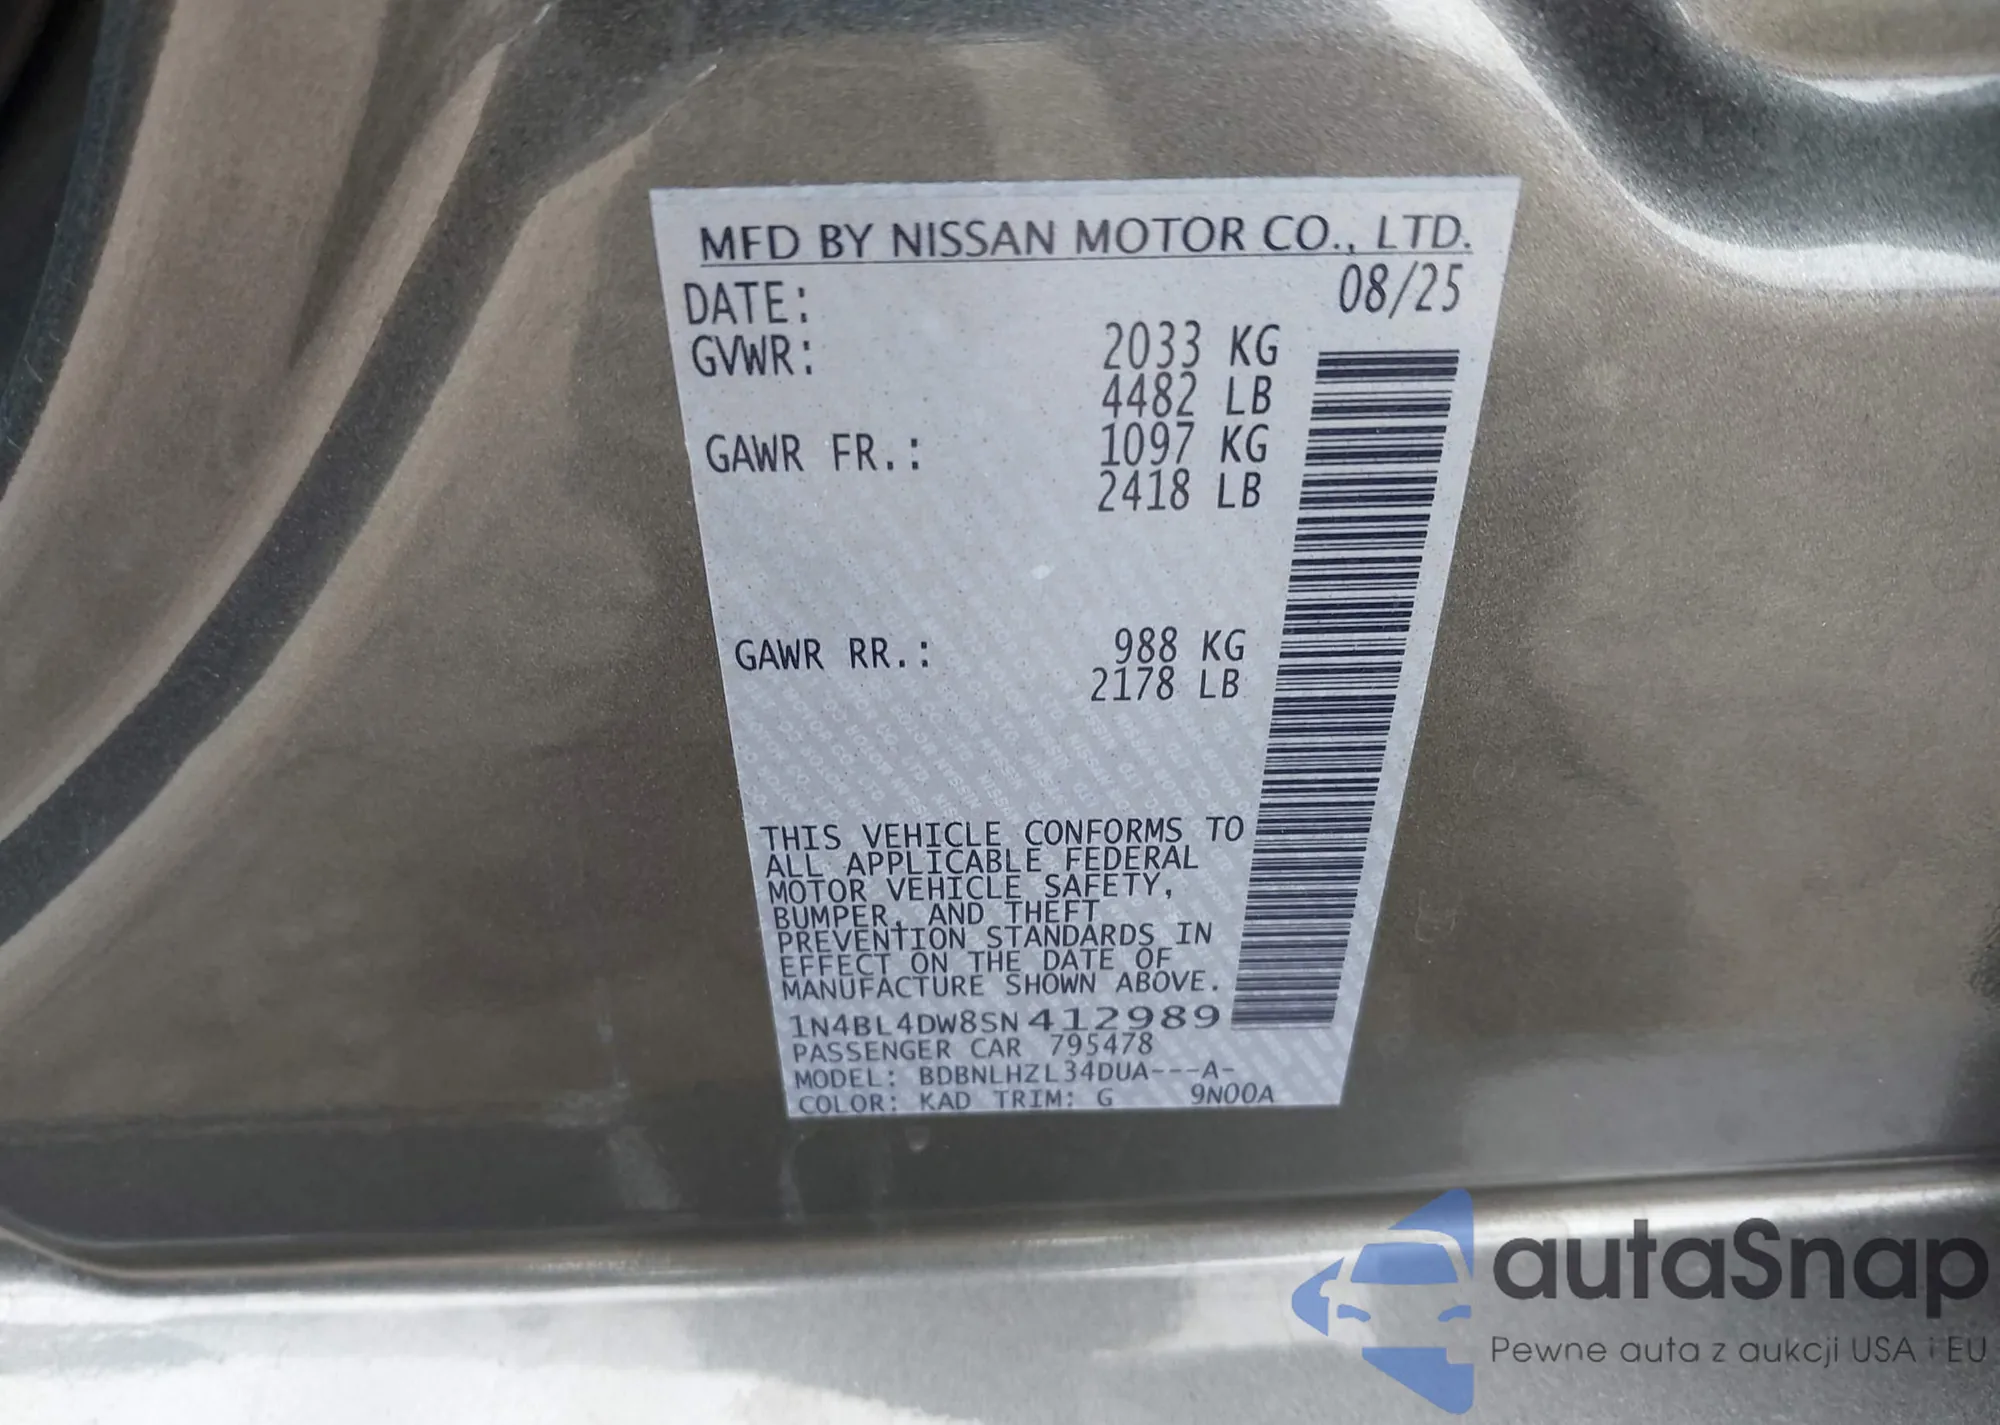 MFD BY NISSAN MOTOR CO., LTD.
DATE: 08/25
GVWR: 2033 KG
4482 LB
GAWR FR.: 1097 KG
2418 LB
GAWR RR.: 988 KG
2178 LB
THIS VEHICLE CONFORMS TO
ALL APPLICABLE FEDERAL
MOTOR VEHICLE SAFETY,
BUMPER, AND THEFT
PREVENTION STANDARDS IN
EFFECT ON THE DATE OF
MANUFACTURE SHOWN ABOVE.
1N4BL4DW8SN412989
PASSENGER CAR 795478
MODEL: BDBNLHZL34DUA---A-
COLOR: KAD TRIM: G 9N00A
autaSnap
Pewne auta z aukcji USA i EU